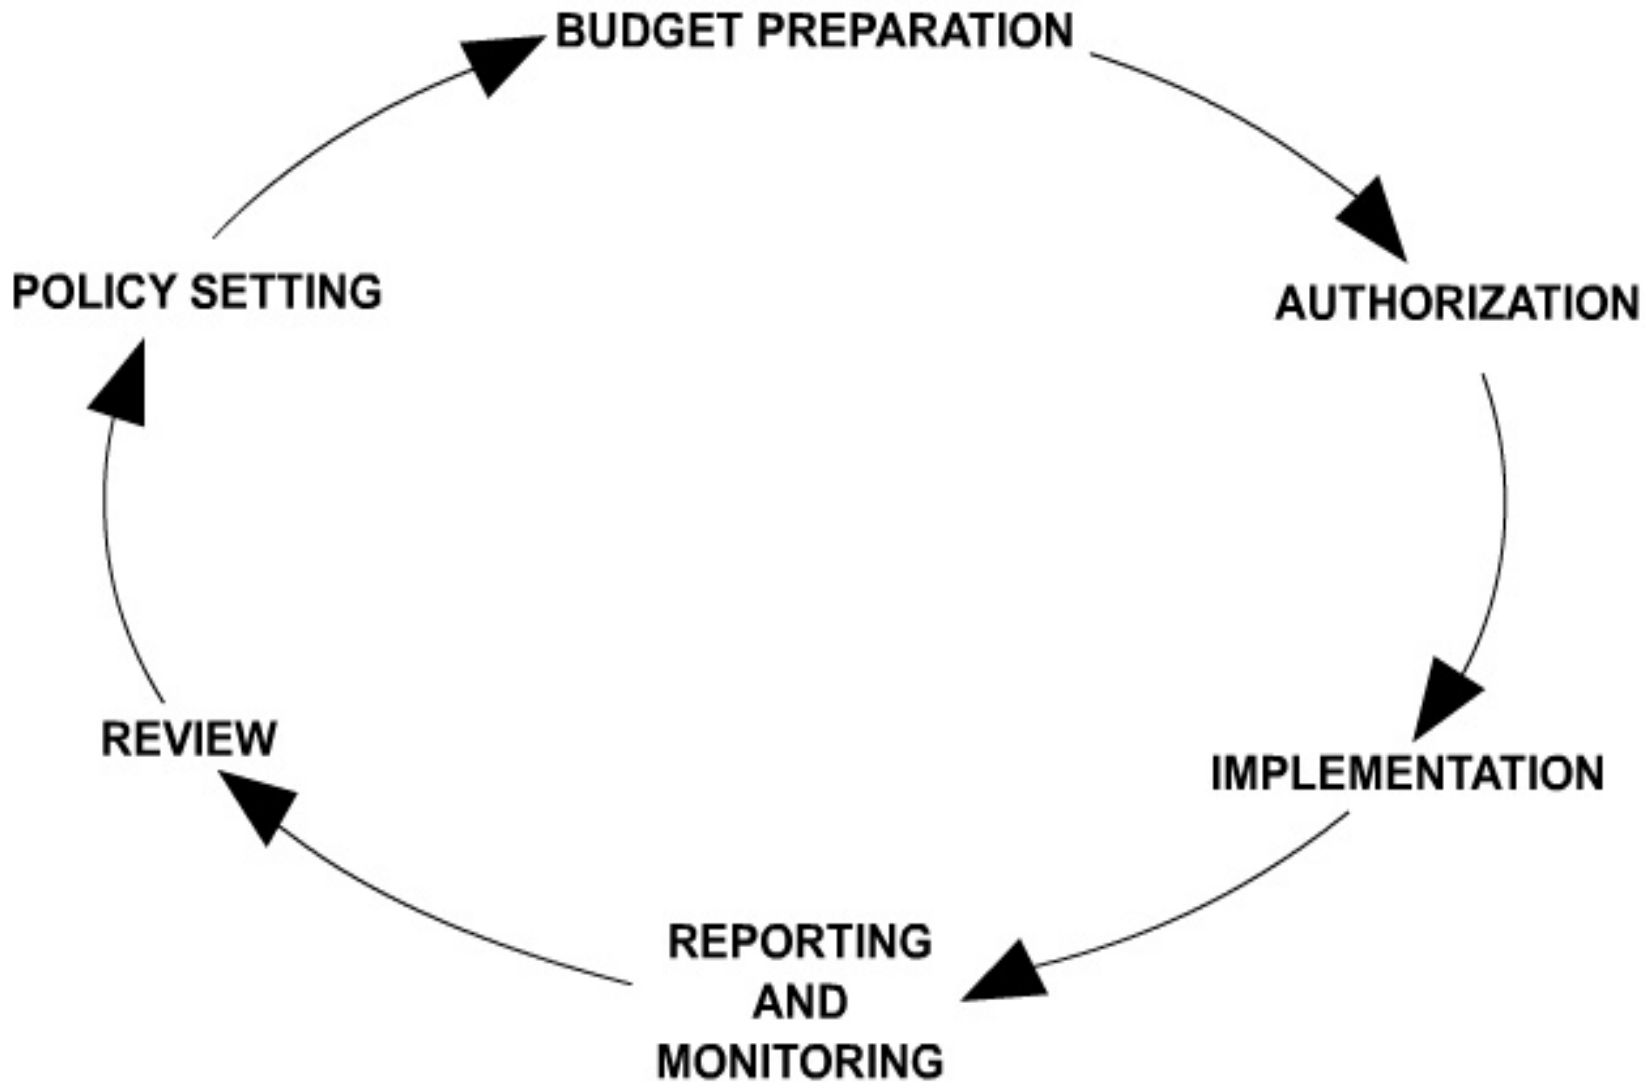 BUDGET PREPARATION
POLICY SETTING
AUTHORIZATION
REVIEW
IMPLEMENTATION
REPORTING
AND
MONITORING